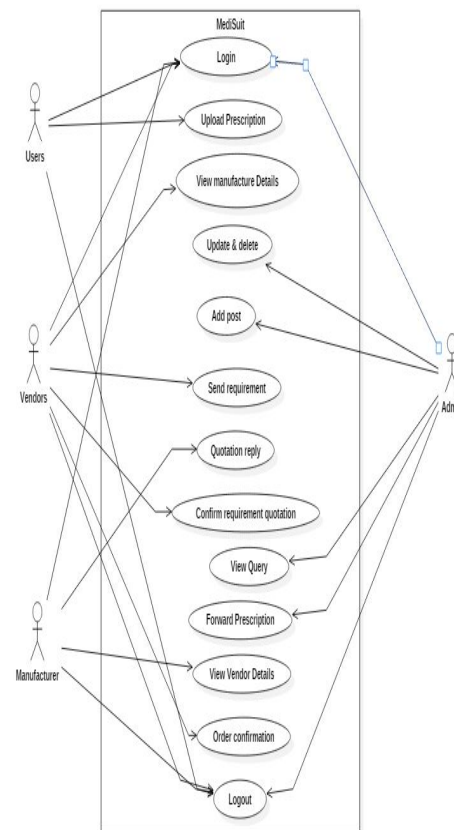 MediSuit
Login
Upload Prescription
Users
View manufacture Details
Update & delete
Add post
Send requirement
Vendors
Adm
Quotation reply
Confirm requirement quotation
View Query
Forward Prescription
View Vendor Details
Manufacturer
Order confirmation
Logout